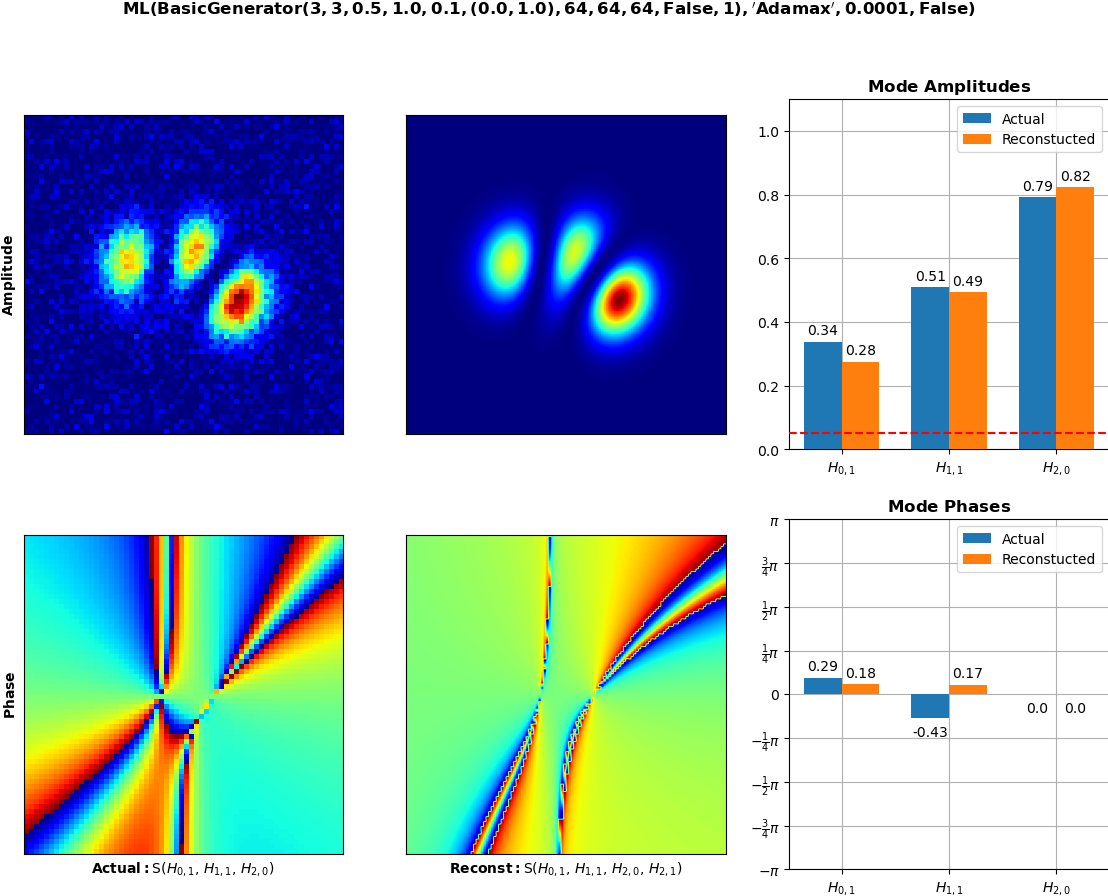 ML(BasicGenerator(3, 3, 0.5, 1.0, 0.1, (0.0, 1.0), 64, 64, 64, False, 1), ′Adamax′, 0.0001, False)
Amplitude
Mode Amplitudes
Actual
Reconstucted
1.0
0.8
0.6
0.4
0.2
0.0
0.34
0.28
0.51
0.49
0.79
0.82
H₀,₁
H₁,₁
H₂,₀
Phase
Actual: S(H₀,₁, H₁,₁, H₂,₀)
Reconst: S(H₀,₁, H₁,₁, H₂,₀, H₂,₁)
Mode Phases
Actual
Reconstucted
π
3/4π
1/2π
1/4π
0
−1/4π
−1/2π
−3/4π
−π
0.29
0.18
-0.43
0.17
0.0
0.0
H₀,₁
H₁,₁
H₂,₀